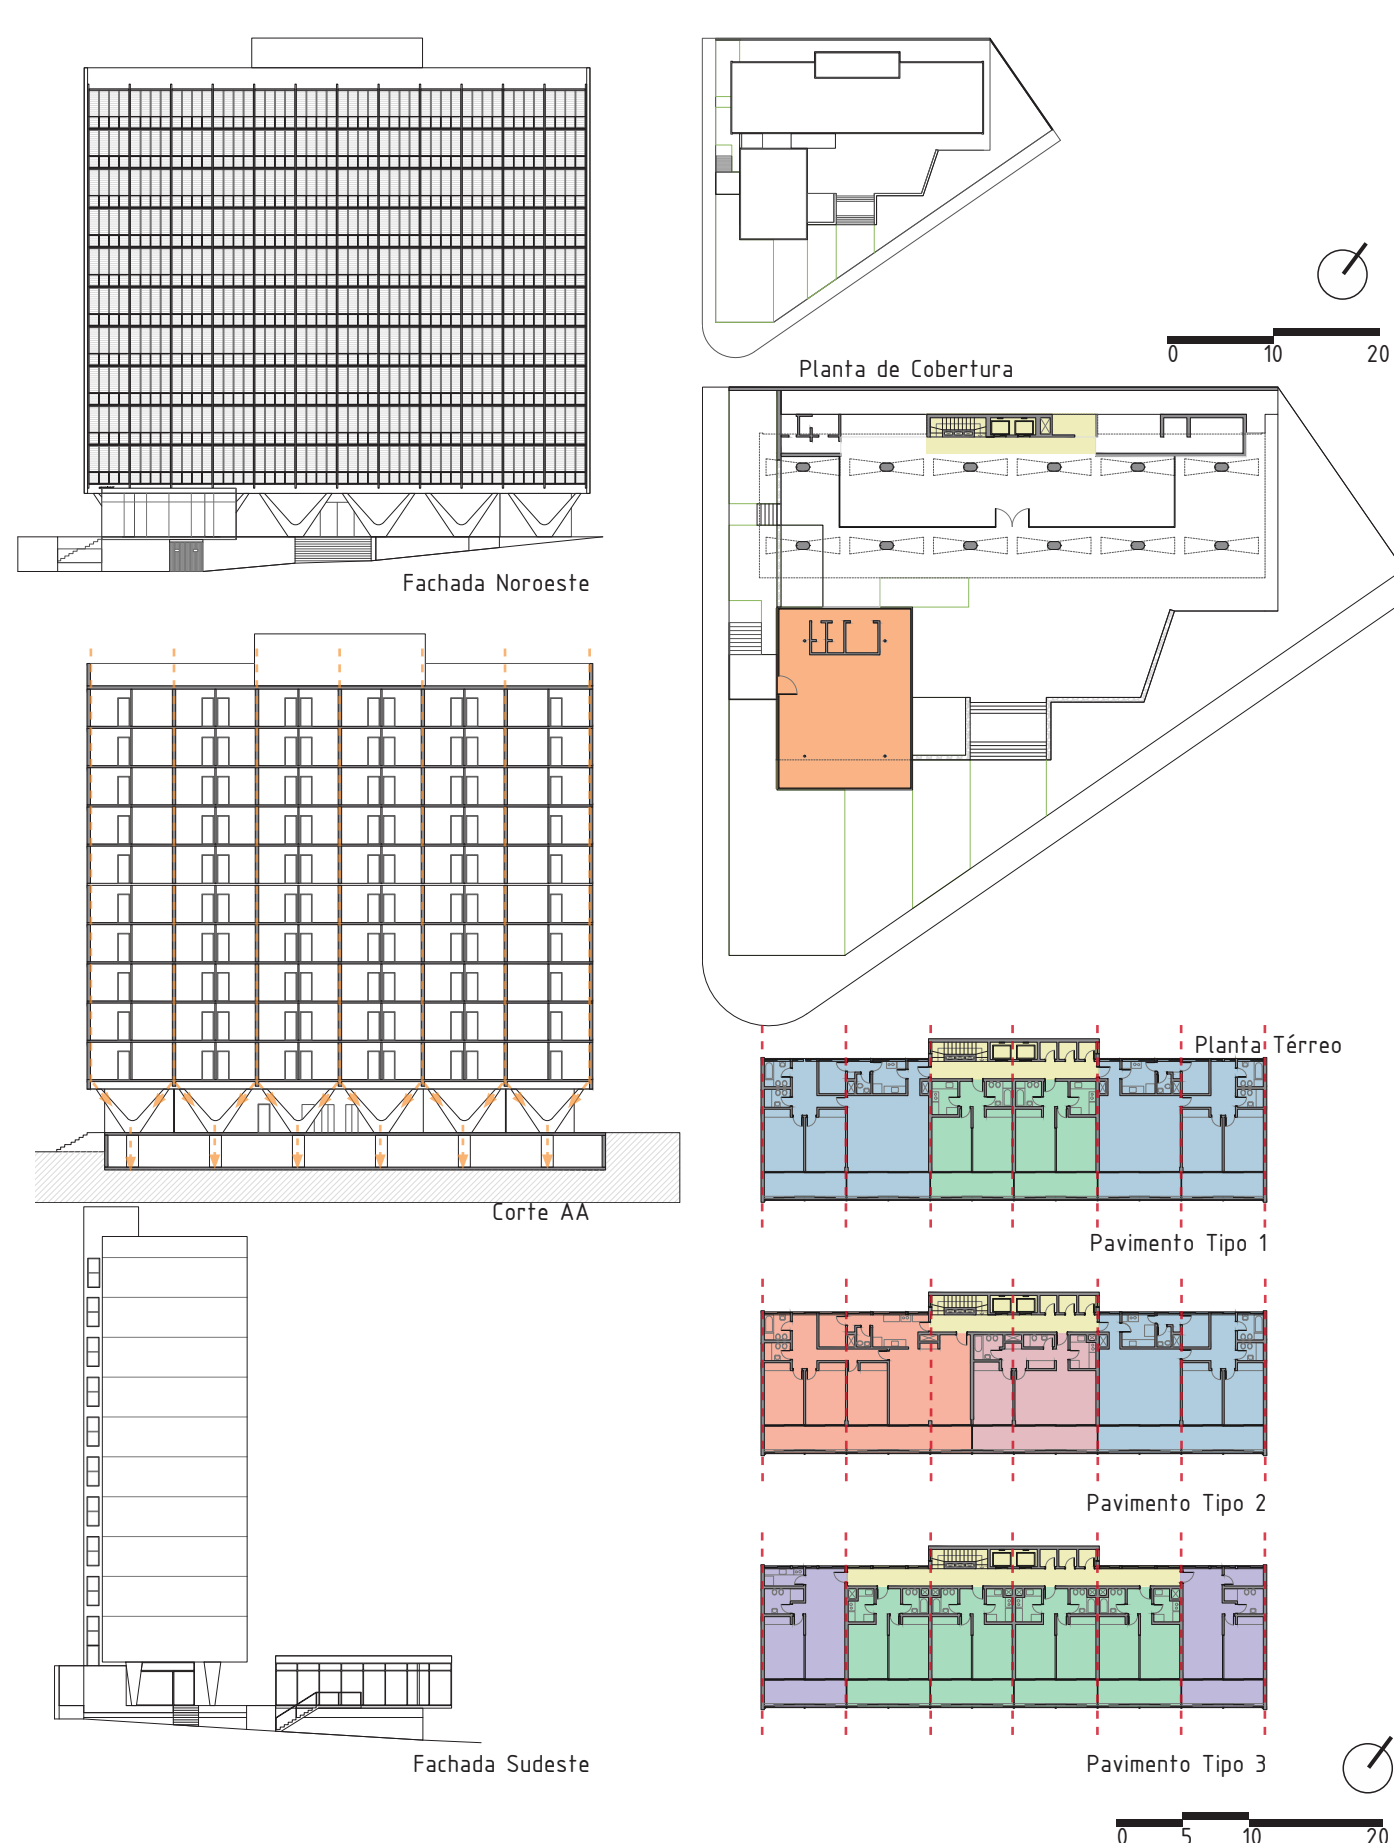 Fachada Noroeste
Corte AA
Fachada Sudeste
0 10 20
Planta de Cobertura
Planta Térreo
Pavimento Tipo 1
Pavimento Tipo 2
Pavimento Tipo 3
0 5 10 20